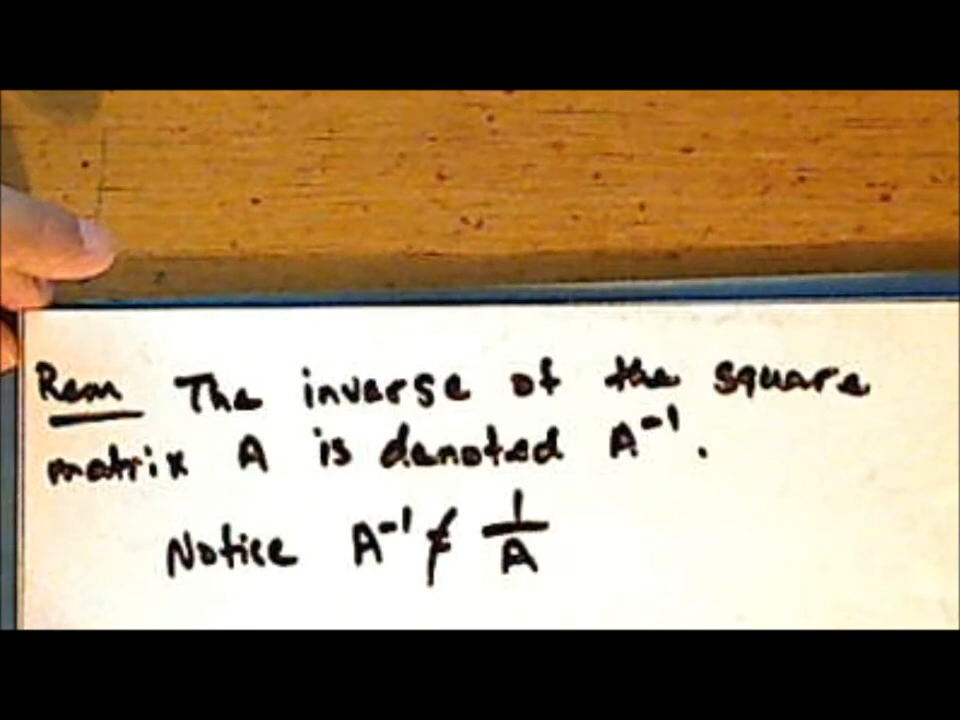 Rem The inverse of the square
matrix A is denoted A⁻¹.
Notice A⁻¹ ≠ 1/A